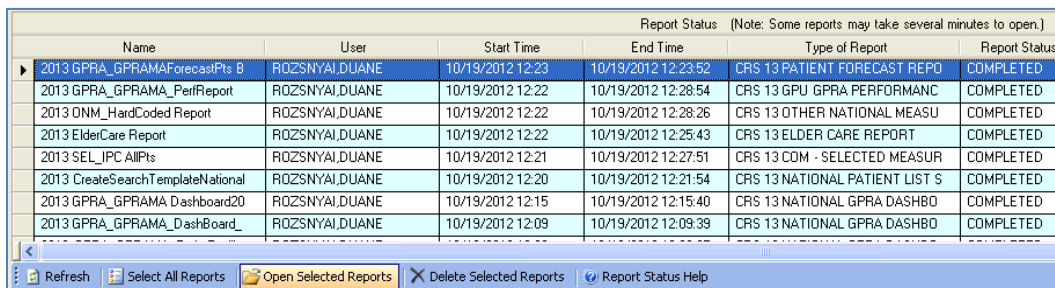 Report Status (Note: Some reports may take several minutes to open.)
Name User Start Time End Time Type of Report Report Status
2013 GPRA_GPRAMAForecastPts B ROZSNYAI,DUANE 10/19/2012 12:23 10/19/2012 12:23:52 CRS 13 PATIENT FORECAST REPO COMPLETED
2013 GPRA_GPRAMA_PerfReport ROZSNYAI,DUANE 10/19/2012 12:22 10/19/2012 12:28:54 CRS 13 GPU GPRA PERFORMANC COMPLETED
2013 ONM_HardCoded Report ROZSNYAI,DUANE 10/19/2012 12:22 10/19/2012 12:28:26 CRS 13 OTHER NATIONAL MEASU COMPLETED
2013 ElderCare Report ROZSNYAI,DUANE 10/19/2012 12:22 10/19/2012 12:25:43 CRS 13 ELDER CARE REPORT COMPLETED
2013 SEL_IPC AllPts ROZSNYAI,DUANE 10/19/2012 12:21 10/19/2012 12:27:51 CRS 13 COM - SELECTED MEASUR COMPLETED
2013 CreateSearchTemplateNational ROZSNYAI,DUANE 10/19/2012 12:20 10/19/2012 12:21:54 CRS 13 NATIONAL PATIENT LIST S COMPLETED
2013 GPRA_GPRAMA Dashboard20 ROZSNYAI,DUANE 10/19/2012 12:15 10/19/2012 12:15:40 CRS 13 NATIONAL GPRA DASHBO COMPLETED
2013 GPRA_GPRAMA_DashBoard_ ROZSNYAI,DUANE 10/19/2012 12:09 10/19/2012 12:09:39 CRS 13 NATIONAL GPRA DASHBO COMPLETED
Refresh Select All Reports Open Selected Reports Delete Selected Reports Report Status Help